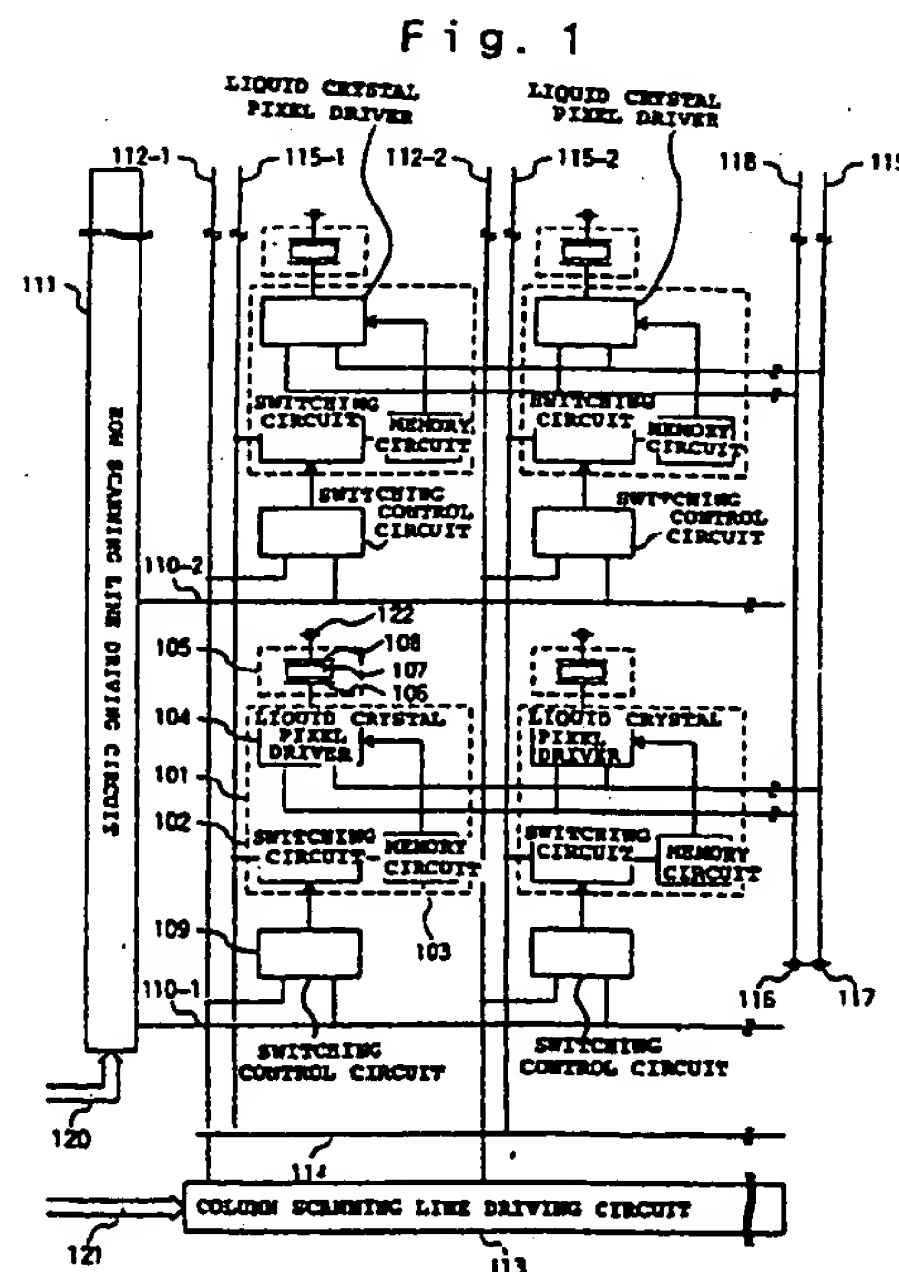 Fig. 1
LIQUID CRYSTAL
PIXEL DRIVER
LIQUID CRYSTAL
PIXEL DRIVER
112-1
115-1
112-2
115-2
118
111
ROW SCANNING LINE DRIVING CIRCUIT
SWITCHING
CIRCUIT
MEMORY
CIRCUIT
SWITCHING
CIRCUIT
MEMORY
CIRCUIT
SWITCHING
CONTROL
CIRCUIT
SWITCHING
CONTROL
CIRCUIT
110-2
122
105
108
107
106
104
LIQUID CRYSTAL
PIXEL
DRIVER
LIQUID CRYSTAL
PIXEL
DRIVER
101
102
SWITCHING
CIRCUIT
MEMORY
CIRCUIT
SWITCHING
CIRCUIT
MEMORY
CIRCUIT
109
103
110-1
116
117
SWITCHING
CONTROL CIRCUIT
SWITCHING
CONTROL CIRCUIT
120
114
COLUMN SCANNING LINE DRIVING CIRCUIT
121
113